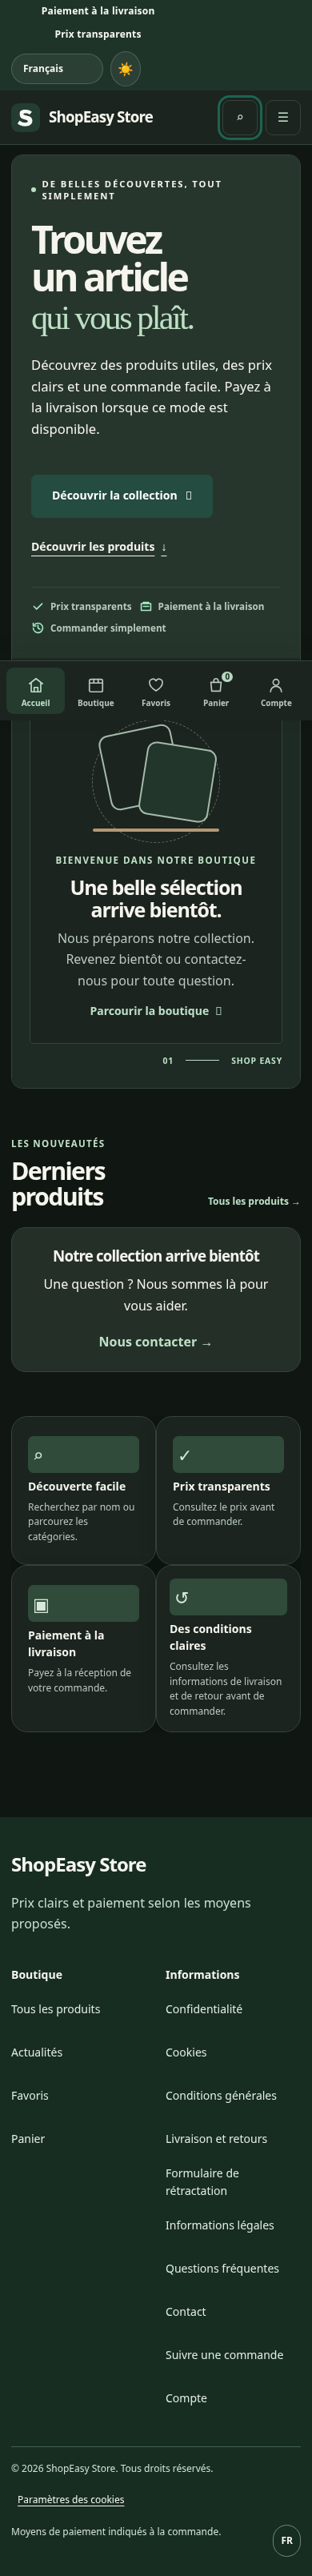 Paiement à la livraison
Prix transparents
Français
S ShopEasy Store
DE BELLES DÉCOUVERTES, TOUT
SIMPLEMENT
Trouvez
un article
qui vous plaît.
Découvrez des produits utiles, des prix
clairs et une commande facile. Payez à
la livraison lorsque ce mode est
disponible.
Découvrir la collection
Découvrir les produits ↓
Prix transparents Paiement à la livraison
Commander simplement
0
Accueil Boutique Favoris Panier Compte
BIENVENUE DANS NOTRE BOUTIQUE
Une belle sélection
arrive bientôt.
Nous préparons notre collection.
Revenez bientôt ou contactez-
nous pour toute question.
Parcourir la boutique
01 SHOP EASY
LES NOUVEAUTÉS
Derniers
produits
Tous les produits →
Notre collection arrive bientôt
Une question ? Nous sommes là pour
vous aider.
Nous contacter →
Découverte facile
Recherchez par nom ou
parcourez les
catégories.
✓
Prix transparents
Consultez le prix avant
de commander.
Paiement à la
livraison
Payez à la réception de
votre commande.
Des conditions
claires
Consultez les
informations de livraison
et de retour avant de
commander.
ShopEasy Store
Prix clairs et paiement selon les moyens
proposés.
Boutique
Tous les produits
Actualités
Favoris
Panier
Informations
Confidentialité
Cookies
Conditions générales
Livraison et retours
Formulaire de
rétractation
Informations légales
Questions fréquentes
Contact
Suivre une commande
Compte
© 2026 ShopEasy Store. Tous droits réservés.
Paramètres des cookies
Moyens de paiement indiqués à la commande.
FR